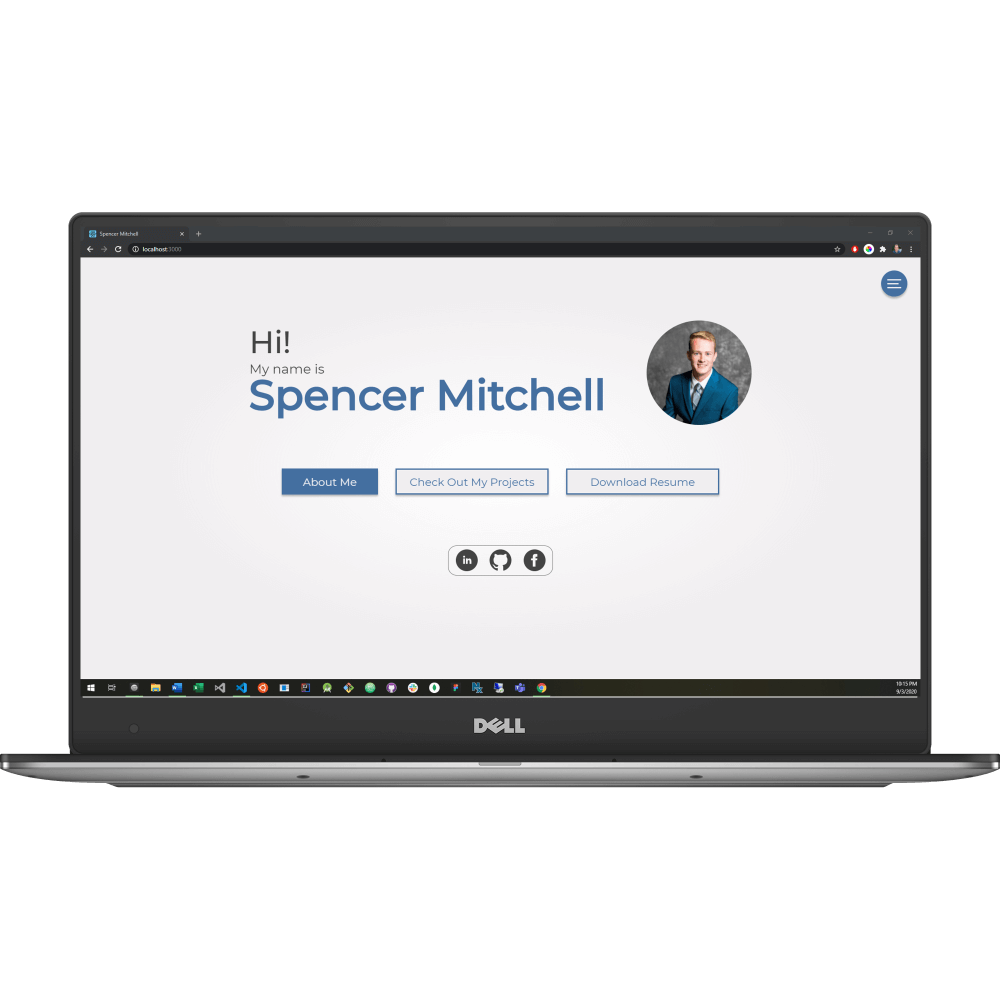 Spencer Mitchell
localhost:3000
Hi!
My name is
Spencer Mitchell
About Me
Check Out My Projects
Download Resume
in
f
10:15 PM
9/3/2020
DELL